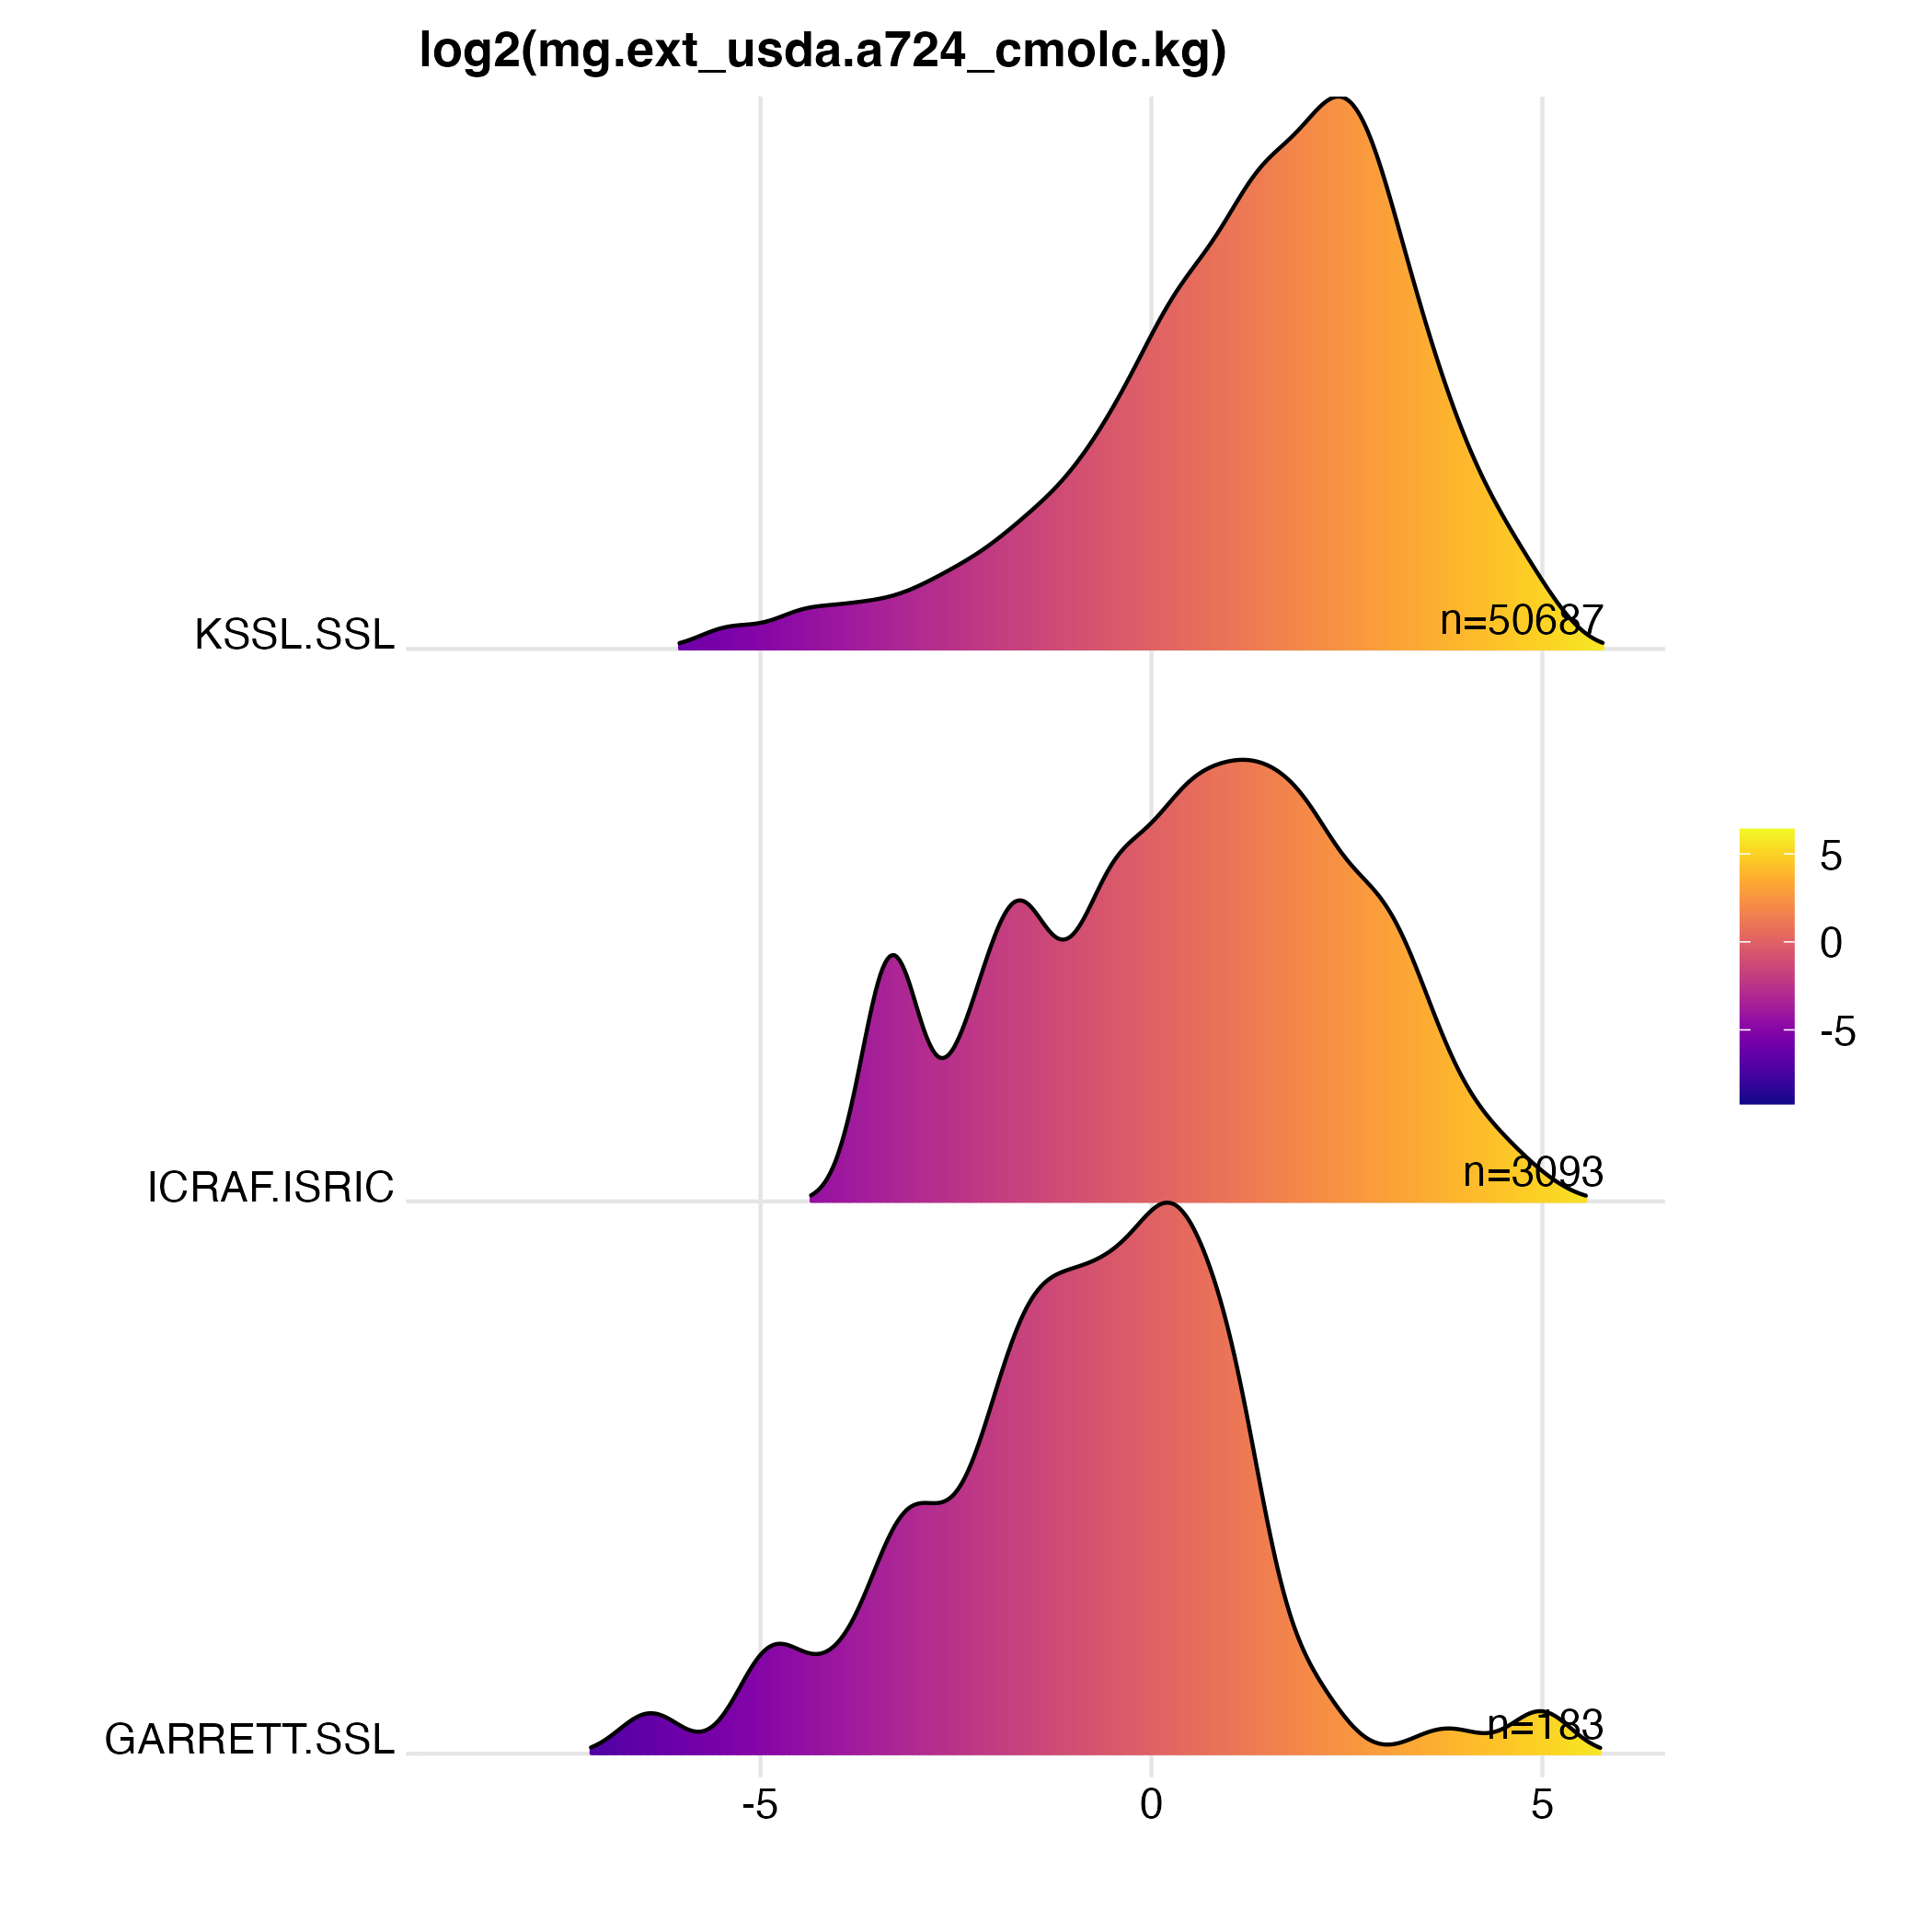 log2(mg.ext_usda.a724_cmolc.kg)
n=50687
KSSL.SSL
5
0
-5
n=3093
ICRAF.ISRIC
n=183
GARRETT.SSL
-5 0 5